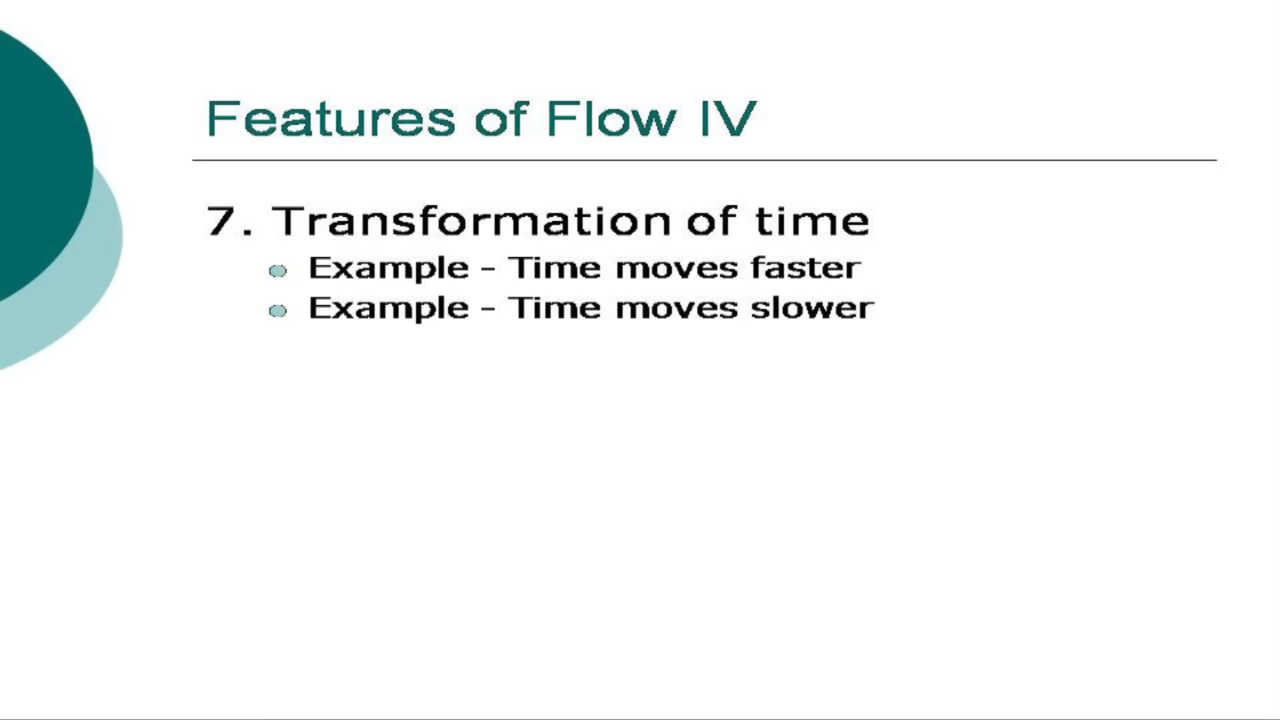 Features of Flow IV
7. Transformation of time
Example - Time moves faster
Example - Time moves slower